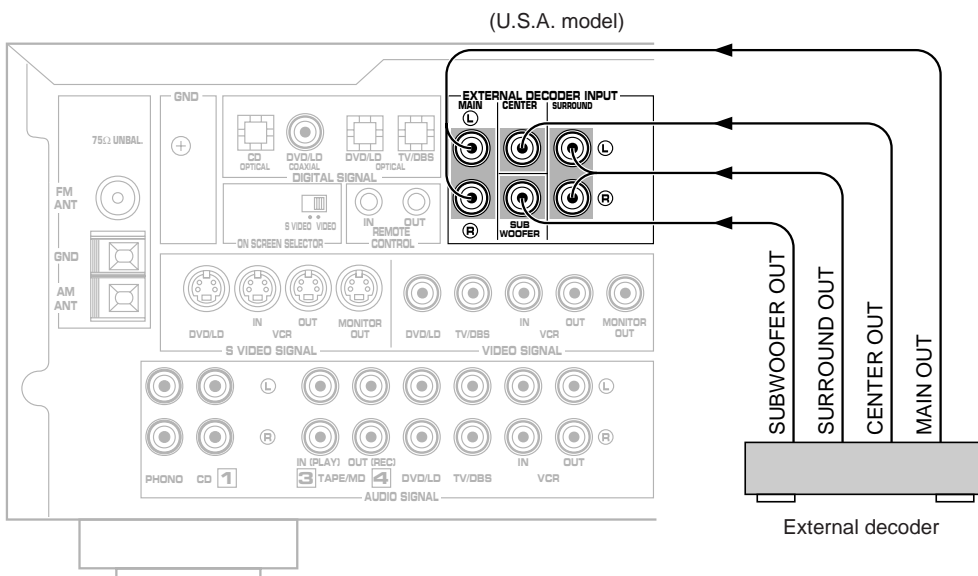 (U.S.A. model)
EXTERNAL DECODER INPUT
MAIN CENTER SURROUND
L
L
R
R
SUB
WOOFER
GND
75Ω UNBAL.
FM
ANT
GND
AM
ANT
CD
OPTICAL
DVD/LD
COAXIAL
DVD/LD TV/DBS
OPTICAL
DIGITAL SIGNAL
S VIDEO VIDEO
ON SCREEN SELECTOR
IN OUT
REMOTE
CONTROL
DVD/LD
IN OUT
VCR
MONITOR
OUT
S VIDEO SIGNAL
DVD/LD TV/DBS
IN OUT
VCR
MONITOR
OUT
VIDEO SIGNAL
L L
R R
PHONO CD 1
IN (PLAY) OUT (REC)
3 TAPE/MD 4
DVD/LD TV/DBS
IN OUT
VCR
AUDIO SIGNAL
SUBWOOFER OUT
SURROUND OUT
CENTER OUT
MAIN OUT
External decoder